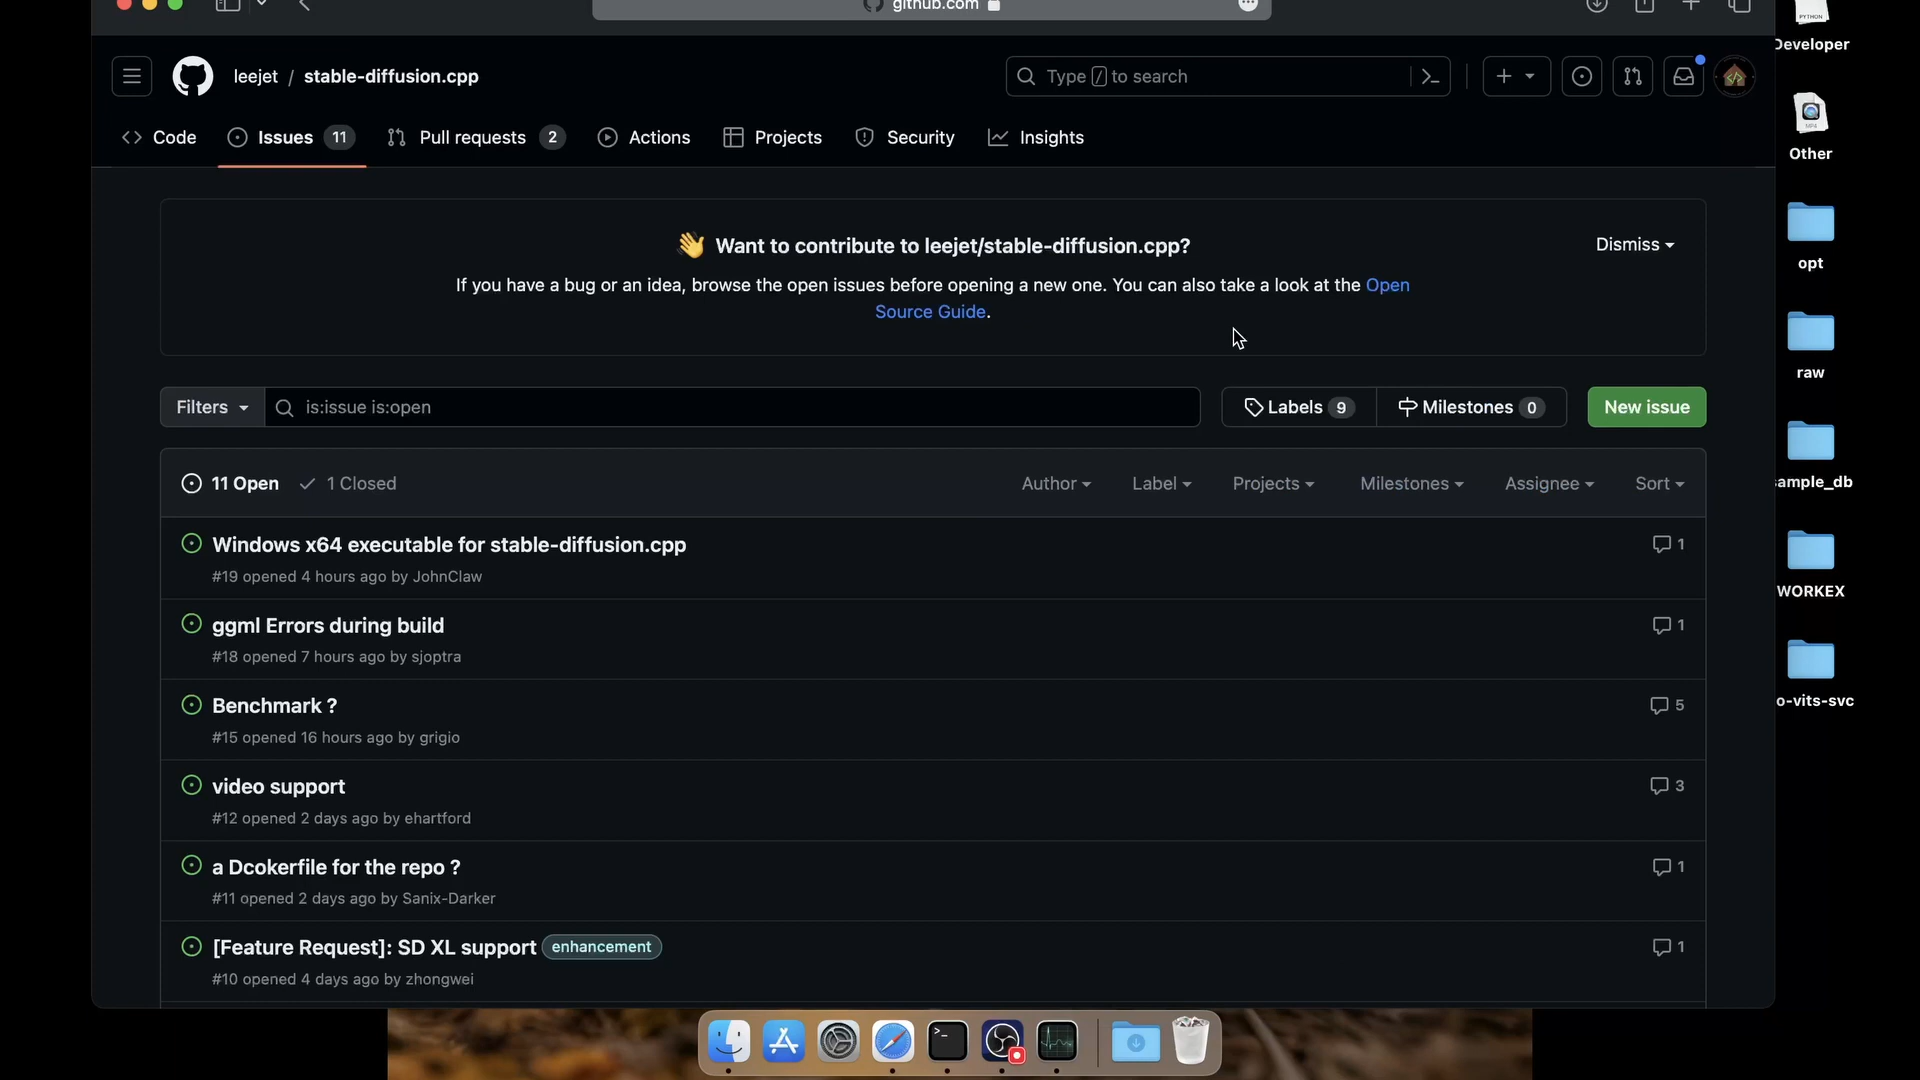 github.com
leejet / stable-diffusion.cpp
Type / to search
Code
Issues 11
Pull requests 2
Actions
Projects
Security
Insights
👋 Want to contribute to leejet/stable-diffusion.cpp?
Dismiss
If you have a bug or an idea, browse the open issues before opening a new one. You can also take a look at the Open
Source Guide.
Filters
is:issue is:open
Labels 9
Milestones 0
New issue
11 Open
1 Closed
Author
Label
Projects
Milestones
Assignee
Sort
Windows x64 executable for stable-diffusion.cpp
1
#19 opened 4 hours ago by JohnClaw
ggml Errors during build
1
#18 opened 7 hours ago by sjoptra
Benchmark ?
5
#15 opened 16 hours ago by grigio
video support
3
#12 opened 2 days ago by ehartford
a Dcokerfile for the repo ?
1
#11 opened 2 days ago by Sanix-Darker
[Feature Request]: SD XL support enhancement
1
#10 opened 4 days ago by zhongwei
PYTHON
Developer
MP4
Other
opt
raw
ample_db
WORKEX
o-vits-svc